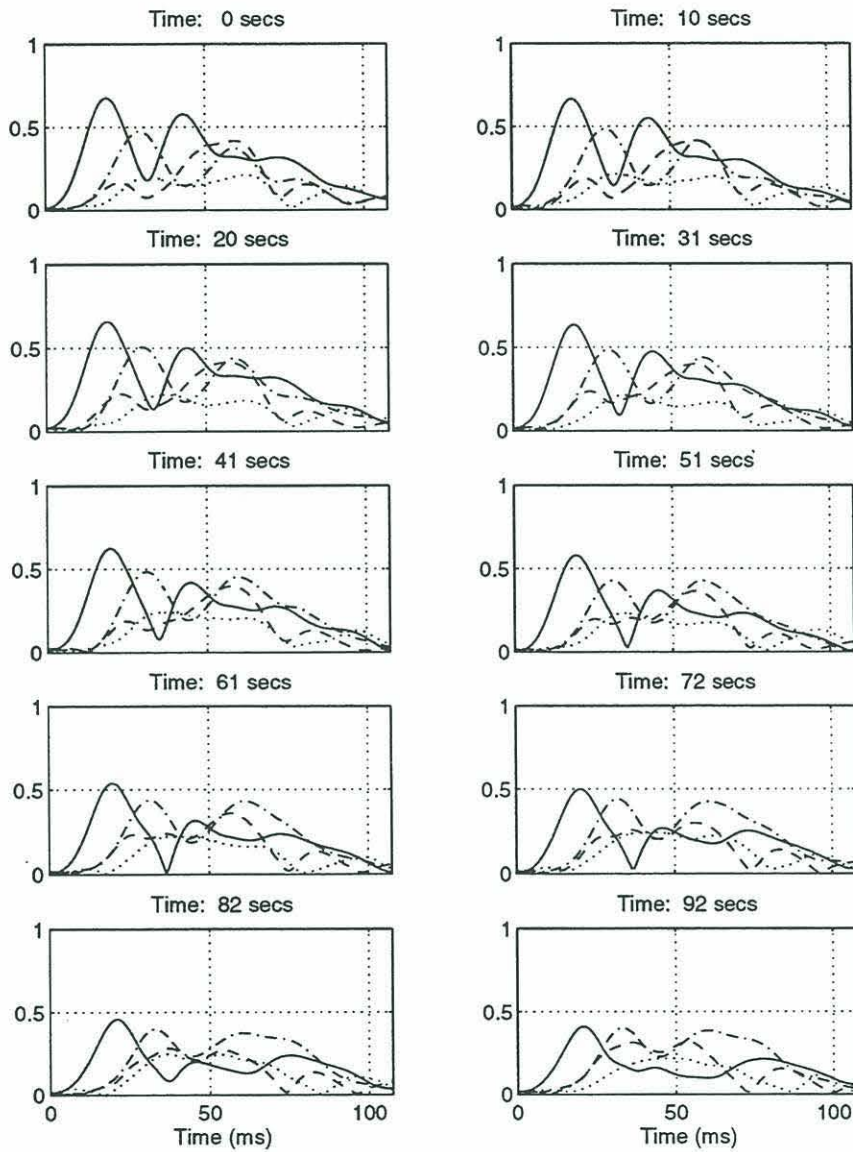 Time: 0 secs
Time: 10 secs
1
0.5
0
1
0.5
0
Time: 20 secs
Time: 31 secs
1
0.5
0
1
0.5
0
Time: 41 secs
Time: 51 secs
1
0.5
0
1
0.5
0
Time: 61 secs
Time: 72 secs
1
0.5
0
1
0.5
0
Time: 82 secs
Time: 92 secs
1
0.5
0
1
0.5
0
0 50 100
0 50 100
Time (ms)
Time (ms)